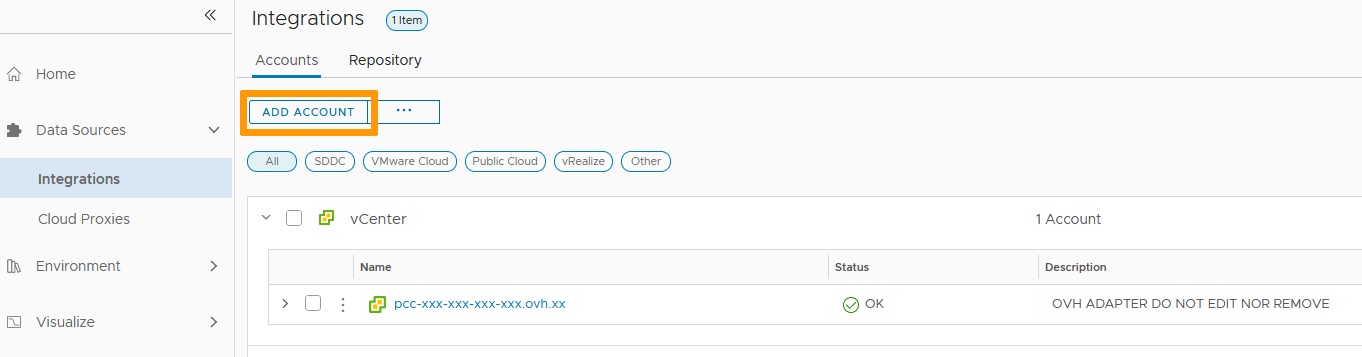 Integrations 1 Item
Accounts Repository
Home
ADD ACCOUNT ...
Data Sources
All SDDC VMware Cloud Public Cloud vRealize Other
Integrations
Cloud Proxies
vCenter 1 Account
Environment
Name Status Description
pcc-xxx-xxx-xxx-xxx.ovh.xx OK OVH ADAPTER DO NOT EDIT NOR REMOVE
Visualize